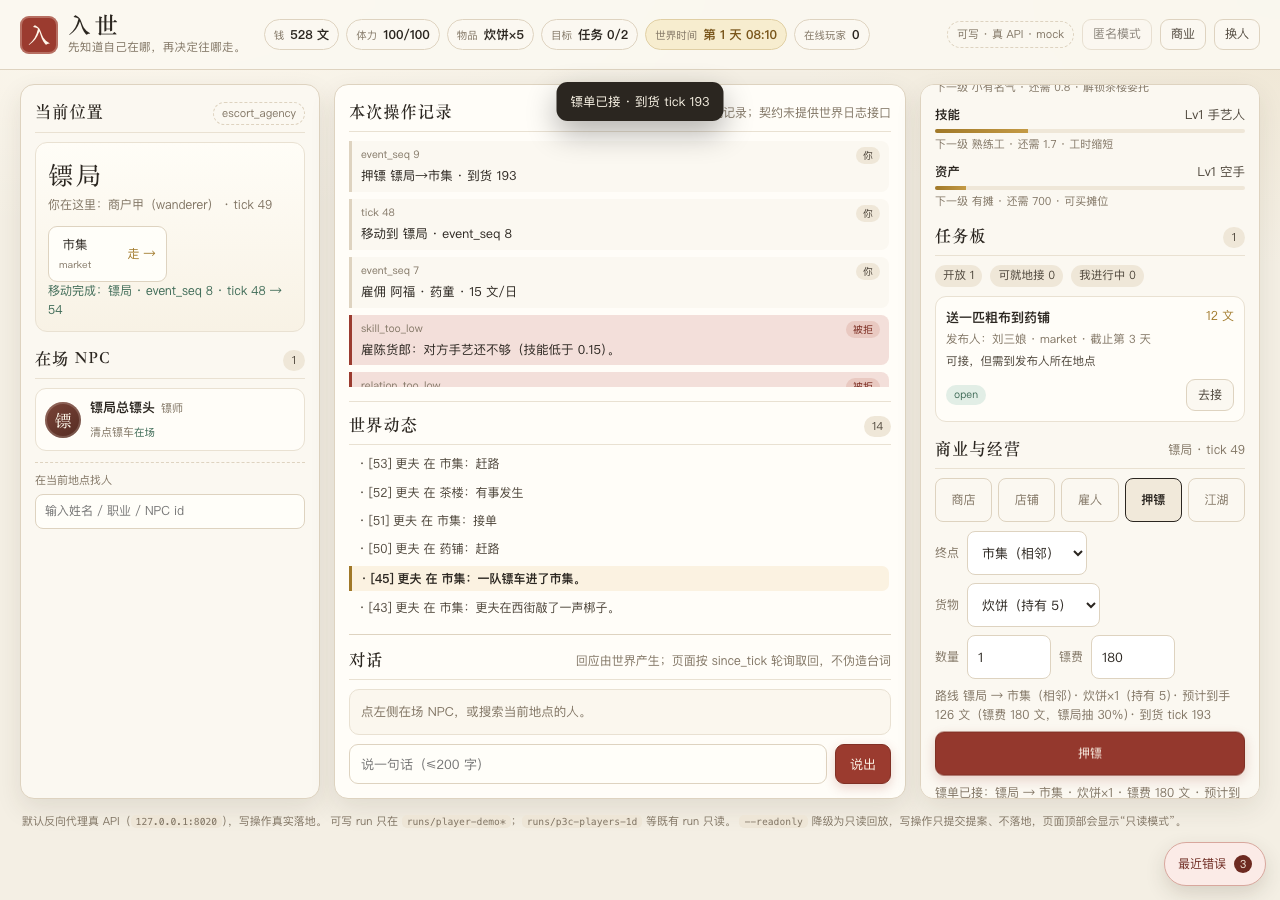 入
入世
先知道自己在哪，再决定往哪走。
钱 528 文
体力 100/100
物品 炊饼×5
目标 任务 0/2
世界时间 第 1 天 08:10
在线玩家 0
可写 · 真 API · mock
匿名模式
商业
换人
当前位置
escort_agency
镖局
你在这里：商户甲（wanderer） · tick 49
市集
market
走 →
移动完成：镖局 · event_seq 8 · tick 48 →
54
在场 NPC
1
镖
镖局总镖头 镖师
清点镖车在场
在当前地点找人
输入姓名 / 职业 / NPC id
本次操作记录
镖单已接 · 到货 tick 193
记录；契约未提供世界日志接口
event_seq 9
你
押镖 镖局→市集 · 到货 193
tick 48
你
移动到 镖局 · event_seq 8
event_seq 7
你
雇佣 阿福 · 药童 · 15 文/日
skill_too_low
被拒
雇陈货郎：对方手艺还不够（技能低于 0.15）。
relation_too_low
被拒
世界动态
14
· [53] 更夫 在 市集：赶路
· [52] 更夫 在 茶楼：有事发生
· [51] 更夫 在 市集：接单
· [50] 更夫 在 药铺：赶路
· [45] 更夫 在 市集：一队镖车进了市集。
· [43] 更夫 在 市集：更夫在西街敲了一声梆子。
对话
回应由世界产生；页面按 since_tick 轮询取回，不伪造台词
点左侧在场 NPC，或搜索当前地点的人。
说一句话（≤200 字）
说出
下一级 小有名气 · 还需 0.8 · 解锁茶楼委托
技能
Lv1 手艺人
下一级 熟练工 · 还需 1.7 · 工时缩短
资产
Lv1 空手
下一级 有摊 · 还需 700 · 可买摊位
任务板
1
开放 1
可就地接 0
我进行中 0
送一匹粗布到药铺
12 文
发布人：刘三娘 · market · 截止第 3 天
可接，但需到发布人所在地点
open
去接
商业与经营
镖局 · tick 49
商店
店铺
雇人
押镖
江湖
终点
市集（相邻）
货物
炊饼（持有 5）
数量
1
镖费
180
路线 镖局 → 市集（相邻）· 炊饼×1（持有 5）· 预计到手
126 文（镖费 180 文，镖局抽 30%）· 到货 tick 193
押镖
镖单已接：镖局 → 市集 · 炊饼×1 · 镖费 180 文 · 预计到
默认反向代理真 API（ 127.0.0.1:8020 ），写操作真实落地。 可写 run 只在 runs/player-demo* ； runs/p3c-players-1d 等既有 run 只读。 --readonly 降级为只读回放，写操作只提交提案、不落地，页面顶部会显示“只读模式”。
最近错误 3